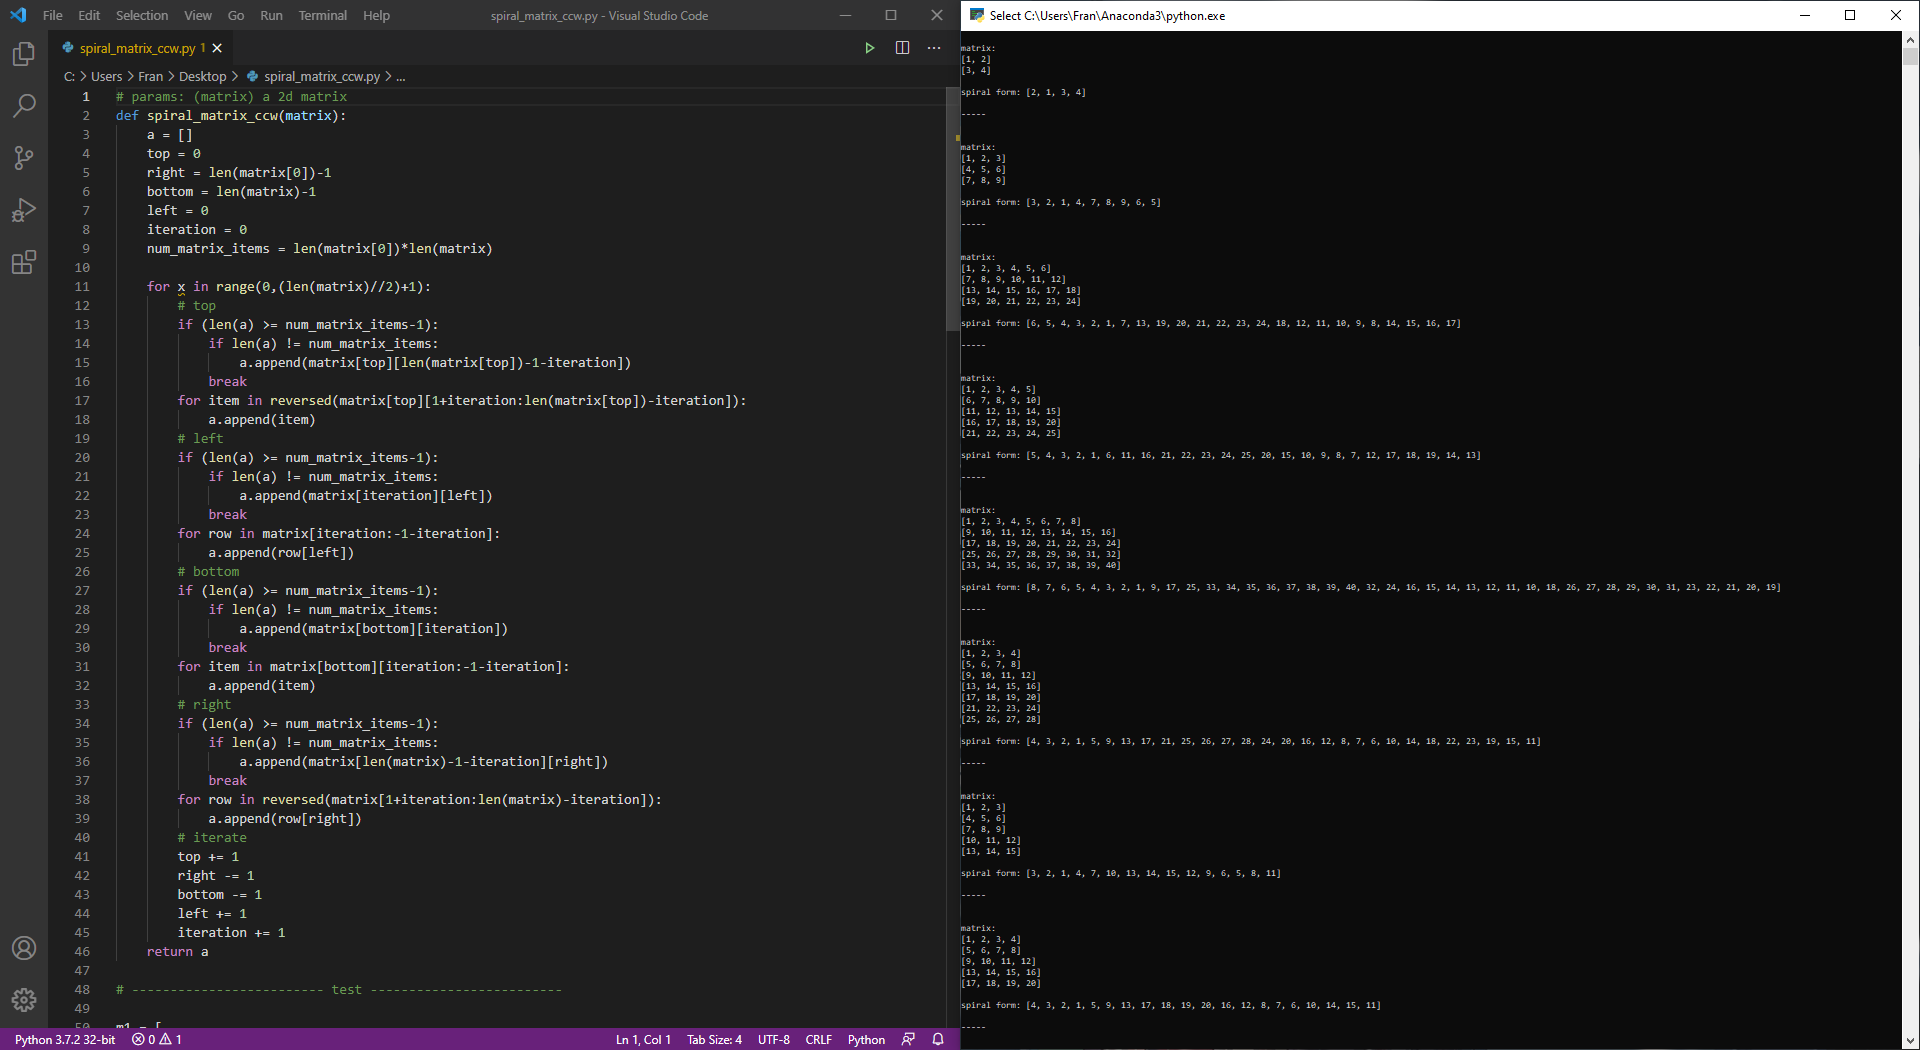 File Edit Selection View Go Run Terminal Help spiral_matrix_ccw.py - Visual Studio Code
spiral_matrix_ccw.py 1
C: > Users > Fran > Desktop > spiral_matrix_ccw.py > ...
1 # params: (matrix) a 2d matrix
2 def spiral_matrix_ccw(matrix):
3     a = []
4     top = 0
5     right = len(matrix[0])-1
6     bottom = len(matrix)-1
7     left = 0
8     iteration = 0
9     num_matrix_items = len(matrix[0])*len(matrix)
10
11     for x in range(0,(len(matrix)//2)+1):
12         # top
13         if (len(a) >= num_matrix_items-1):
14             if len(a) != num_matrix_items:
15                 a.append(matrix[top][len(matrix[top])-1-iteration])
16             break
17         for item in reversed(matrix[top][1+iteration:len(matrix[top])-iteration]):
18             a.append(item)
19         # left
20         if (len(a) >= num_matrix_items-1):
21             if len(a) != num_matrix_items:
22                 a.append(matrix[iteration][left])
23             break
24         for row in matrix[iteration:-1-iteration]:
25             a.append(row[left])
26         # bottom
27         if (len(a) >= num_matrix_items-1):
28             if len(a) != num_matrix_items:
29                 a.append(matrix[bottom][iteration])
30             break
31         for item in matrix[bottom][iteration:-1-iteration]:
32             a.append(item)
33         # right
34         if (len(a) >= num_matrix_items-1):
35             if len(a) != num_matrix_items:
36                 a.append(matrix[len(matrix)-1-iteration][right])
37             break
38         for row in reversed(matrix[1+iteration:len(matrix)-iteration]):
39             a.append(row[right])
40         # iterate
41         top += 1
42         right -= 1
43         bottom -= 1
44         left += 1
45         iteration += 1
46     return a
47
48 # ------------------------- test -------------------------
49
50 m1 = [
Python 3.7.2 32-bit 0 1 Ln 1, Col 1 Tab Size: 4 UTF-8 CRLF Python
Select C:\Users\Fran\Anaconda3\python.exe
matrix:
[1, 2]
[3, 4]
spiral form: [2, 1, 3, 4]
-----
matrix:
[1, 2, 3]
[4, 5, 6]
[7, 8, 9]
spiral form: [3, 2, 1, 4, 7, 8, 9, 6, 5]
-----
matrix:
[1, 2, 3, 4, 5, 6]
[7, 8, 9, 10, 11, 12]
[13, 14, 15, 16, 17, 18]
[19, 20, 21, 22, 23, 24]
spiral form: [6, 5, 4, 3, 2, 1, 7, 13, 19, 20, 21, 22, 23, 24, 18, 12, 11, 10, 9, 8, 14, 15, 16, 17]
-----
matrix:
[1, 2, 3, 4, 5]
[6, 7, 8, 9, 10]
[11, 12, 13, 14, 15]
[16, 17, 18, 19, 20]
[21, 22, 23, 24, 25]
spiral form: [5, 4, 3, 2, 1, 6, 11, 16, 21, 22, 23, 24, 25, 20, 15, 10, 9, 8, 7, 12, 17, 18, 19, 14, 13]
-----
matrix:
[1, 2, 3, 4, 5, 6, 7, 8]
[9, 10, 11, 12, 13, 14, 15, 16]
[17, 18, 19, 20, 21, 22, 23, 24]
[25, 26, 27, 28, 29, 30, 31, 32]
[33, 34, 35, 36, 37, 38, 39, 40]
spiral form: [8, 7, 6, 5, 4, 3, 2, 1, 9, 17, 25, 33, 34, 35, 36, 37, 38, 39, 40, 32, 24, 16, 15, 14, 13, 12, 11, 10, 18, 26, 27, 28, 29, 30, 31, 23, 22, 21, 20, 19]
-----
matrix:
[1, 2, 3, 4]
[5, 6, 7, 8]
[9, 10, 11, 12]
[13, 14, 15, 16]
[17, 18, 19, 20]
[21, 22, 23, 24]
[25, 26, 27, 28]
spiral form: [4, 3, 2, 1, 5, 9, 13, 17, 21, 25, 26, 27, 28, 24, 20, 16, 12, 8, 7, 6, 10, 14, 18, 22, 23, 19, 15, 11]
-----
matrix:
[1, 2, 3]
[4, 5, 6]
[7, 8, 9]
[10, 11, 12]
[13, 14, 15]
spiral form: [3, 2, 1, 4, 7, 10, 13, 14, 15, 12, 9, 6, 5, 8, 11]
-----
matrix:
[1, 2, 3, 4]
[5, 6, 7, 8]
[9, 10, 11, 12]
[13, 14, 15, 16]
[17, 18, 19, 20]
spiral form: [4, 3, 2, 1, 5, 9, 13, 17, 18, 19, 20, 16, 12, 8, 7, 6, 10, 14, 15, 11]
-----